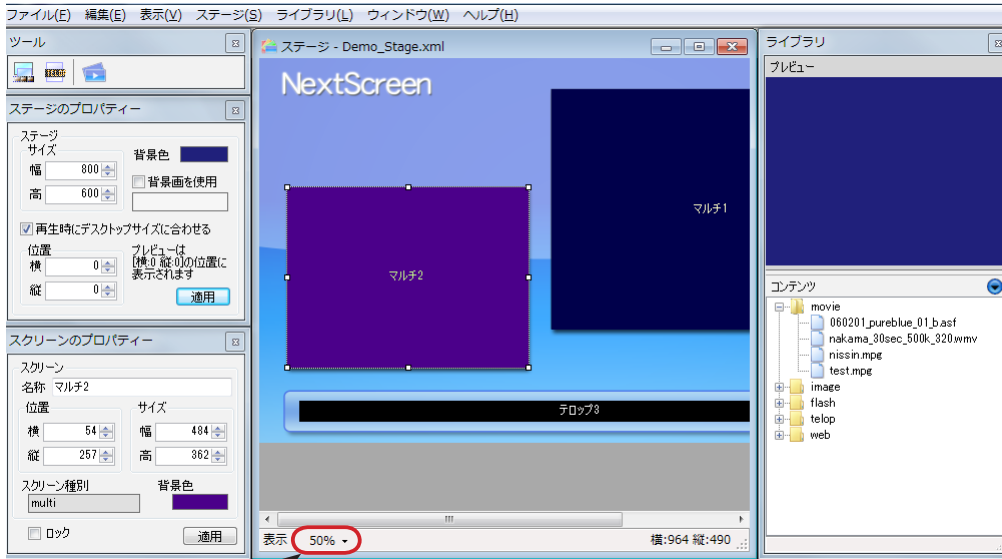 ファイル(F) 編集(E) 表示(V) ステージ(S) ライブラリ(L) ウィンドウ(W) ヘルプ(H)
ツール
TELOP
ステージのプロパティー
ステージ
サイズ
幅 800
高 600
背景色
背景画を使用
再生時にデスクトップサイズに合わせる
位置
横 0
縦 0
プレビューは
[横:0 縦:0]の位置に
表示されます
適用
スクリーンのプロパティー
スクリーン
名称 マルチ2
位置
横 54
縦 257
サイズ
幅 484
高 362
スクリーン種別
multi
背景色
ロック
適用
ステージ - Demo_Stage.xml
NextScreen
マルチ1
マルチ2
テロップ3
表示 50%
横:964 縦:490
ライブラリ
プレビュー
コンテンツ
movie
060201_pureblue_01_b.asf
nakama_30sec_500k_320.wmv
nissin.mpg
test.mpg
image
flash
telop
web